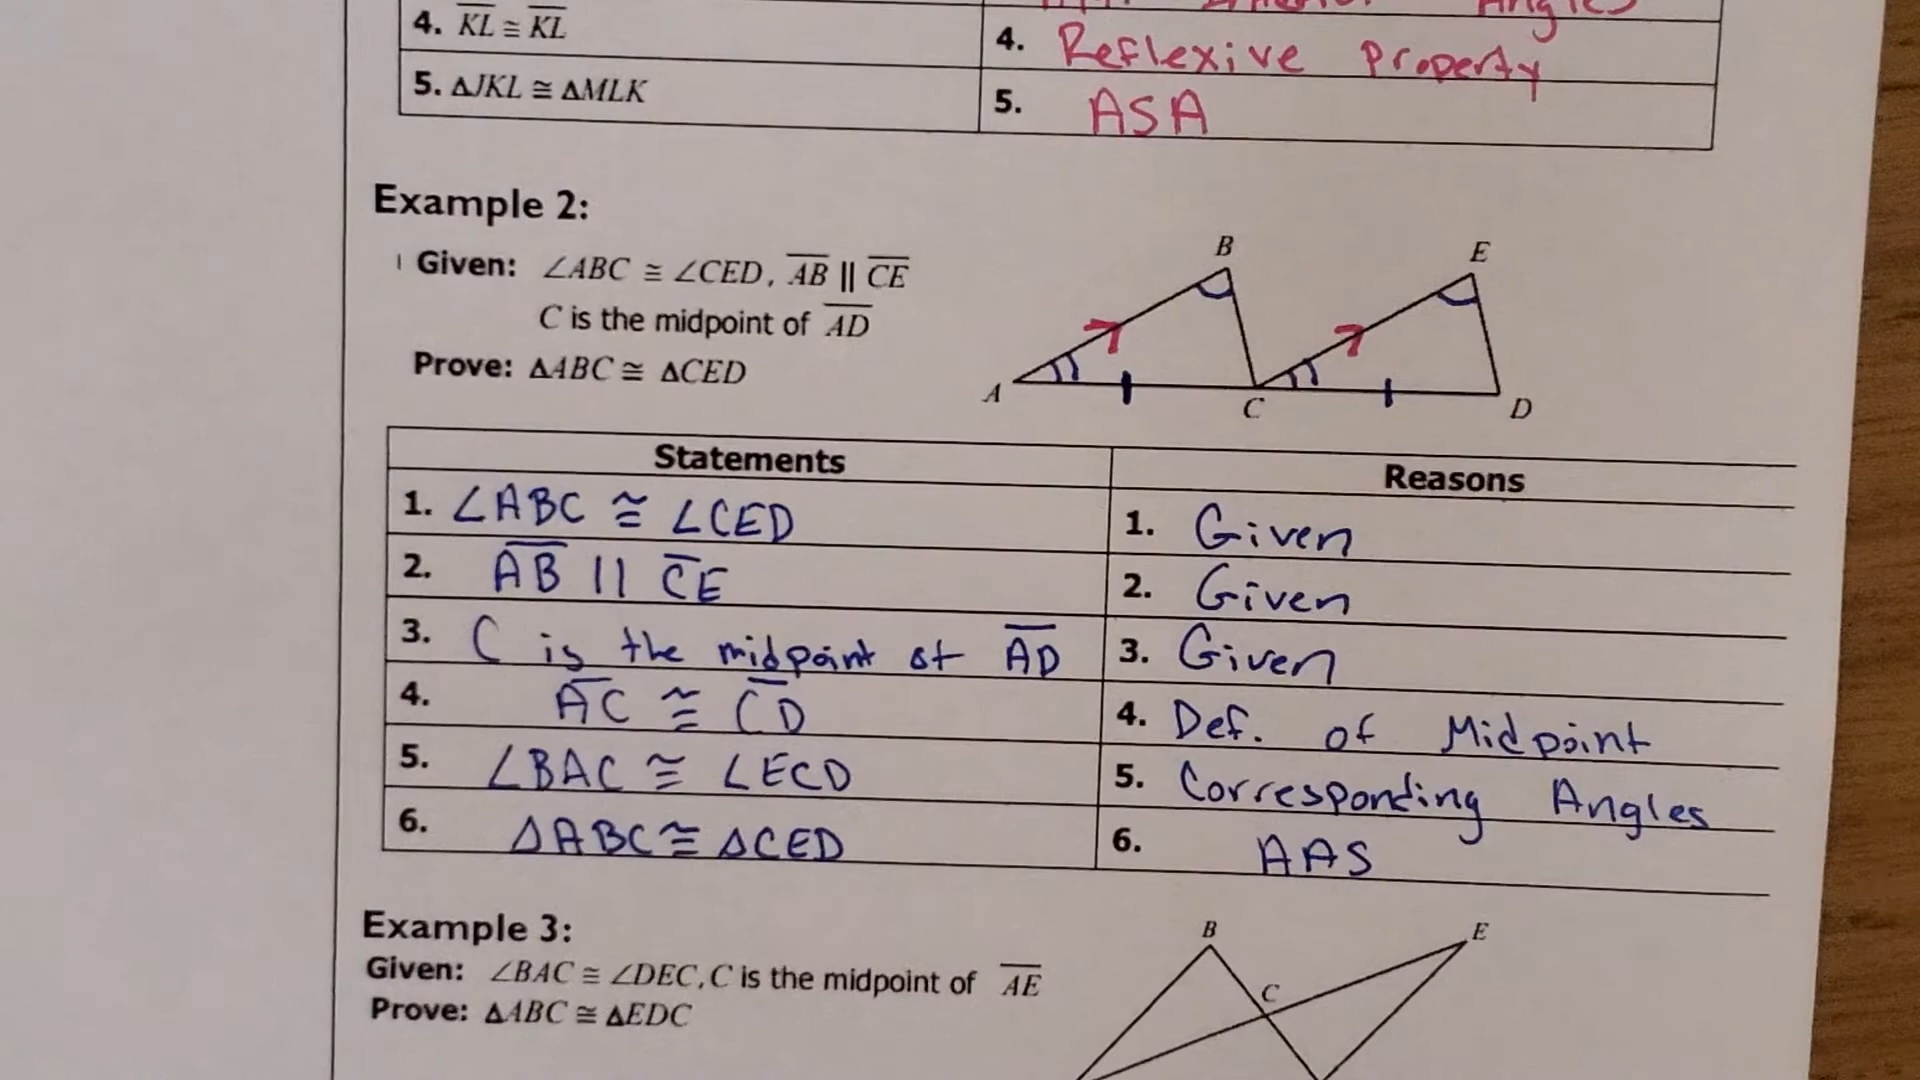 Angles
4. KL ≅ KL
4. Reflexive Property
5. ΔJKL ≅ ΔMLK
5. ASA
Example 2:
Given: ∠ABC ≅ ∠CED, AB || CE
C is the midpoint of AD
Prove: ΔABC ≅ ΔCED
B
E
A
C
D
Statements
Reasons
1. ∠ABC ≅ ∠CED
1. Given
2. AB || CE
2. Given
3. C is the midpoint of AD
3. Given
4. AC ≅ CD
4. Def. of Midpoint
5. ∠BAC ≅ ∠ECD
5. Corresponding Angles
6. ΔABC ≅ ΔCED
6. AAS
Example 3:
Given: ∠BAC ≅ ∠DEC, C is the midpoint of AE
Prove: ΔABC ≅ ΔEDC
B
E
C